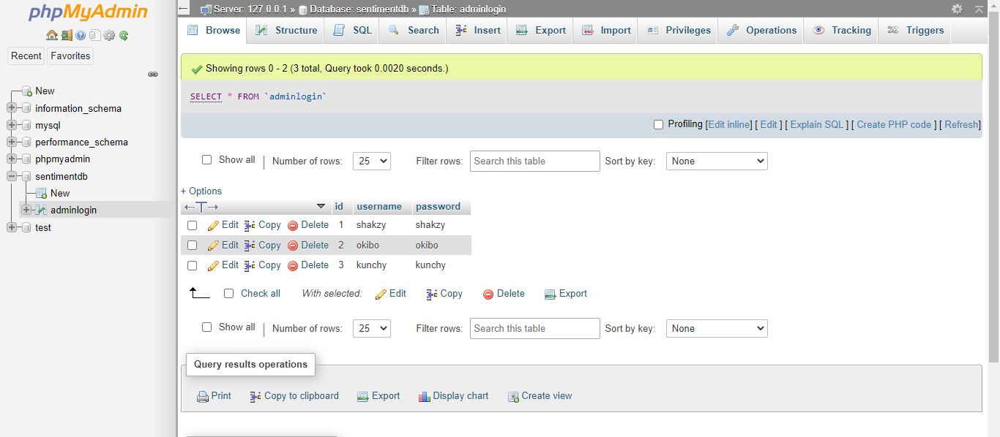 phpMyAdmin
Recent Favorites
New
information_schema
mysql
performance_schema
phpmyadmin
sentimentdb
New
adminlogin
test
Server: 127.0.0.1 » Database: sentimentdb » Table: adminlogin
Browse Structure SQL Search Insert Export Import Privileges Operations Tracking Triggers
Showing rows 0 - 2 (3 total, Query took 0.0020 seconds.)
SELECT * FROM `adminlogin`
Profiling [Edit inline] [ Edit ] [ Explain SQL ] [ Create PHP code ] [ Refresh]
Show all | Number of rows: 25 Filter rows: Search this table Sort by key: None
+ Options
←T→ id username password
Edit Copy Delete 1 shakzy shakzy
Edit Copy Delete 2 okibo okibo
Edit Copy Delete 3 kunchy kunchy
Check all With selected: Edit Copy Delete Export
Show all | Number of rows: 25 Filter rows: Search this table Sort by key: None
Query results operations
Print Copy to clipboard Export Display chart Create view